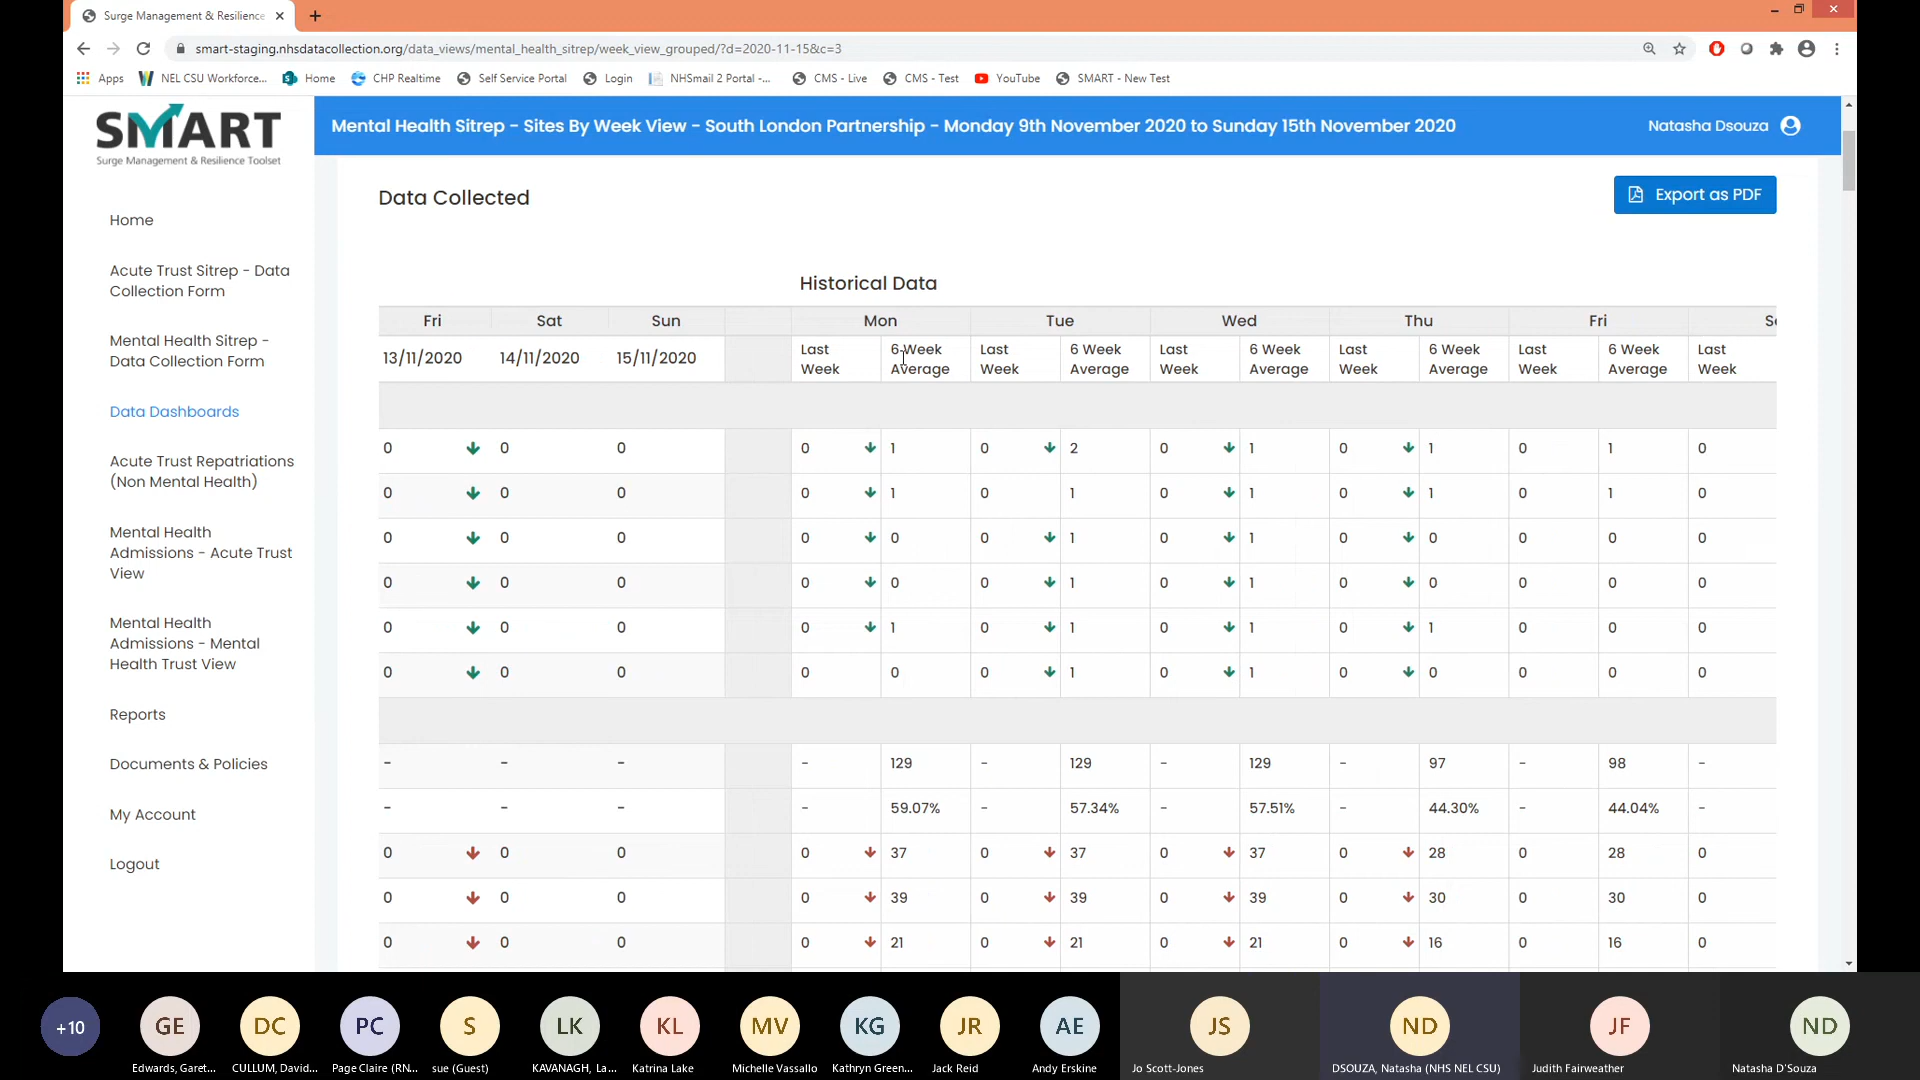 Surge Management & Resilience
smart-staging.nhsdatacollection.org/data_views/mental_health_sitrep/week_view_grouped/?d=2020-11-15&c=3
Apps NEL CSU Workforce... Home CHP Realtime Self Service Portal Login NHSmail 2 Portal -... CMS - Live CMS - Test YouTube SMART - New Test
SMART
Surge Management & Resilience Toolset
Mental Health Sitrep - Sites By Week View - South London Partnership - Monday 9th November 2020 to Sunday 15th November 2020
Natasha Dsouza
Home
Acute Trust Sitrep - Data
Collection Form
Mental Health Sitrep -
Data Collection Form
Data Dashboards
Acute Trust Repatriations
(Non Mental Health)
Mental Health
Admissions - Acute Trust
View
Mental Health
Admissions - Mental
Health Trust View
Reports
Documents & Policies
My Account
Logout
Data Collected
Export as PDF
Historical Data
Fri Sat Sun Mon Tue Wed Thu Fri
13/11/2020 14/11/2020 15/11/2020 Last Week 6 Week Average Last Week 6 Week Average Last Week 6 Week Average Last Week 6 Week Average Last Week 6 Week Average Last Week
0 0 0 0 1 0 2 0 1 0 1 0 1 0
0 0 0 0 1 0 1 0 1 0 1 0 1 0
0 0 0 0 0 0 1 0 1 0 0 0 0 0
0 0 0 0 0 0 1 0 1 0 0 0 0 0
0 0 0 0 1 0 1 0 1 0 1 0 0 0
0 0 0 0 0 0 1 0 1 0 0 0 0 0
- - - - 129 - 129 - 129 - 97 - 98 -
- - - - 59.07% - 57.34% - 57.51% - 44.30% - 44.04% -
0 0 0 0 37 0 37 0 37 0 28 0 28 0
0 0 0 0 39 0 39 0 39 0 30 0 30 0
0 0 0 0 21 0 21 0 21 0 16 0 16 0
+10 GE DC PC S LK KL MV KG JR AE JS ND JF ND
Edwards, Garet... CULLUM, David... Page Claire (RN... sue (Guest) KAVANAGH, La... Katrina Lake Michelle Vassallo Kathryn Green... Jack Reid Andy Erskine Jo Scott-Jones DSOUZA, Natasha (NHS NEL CSU) Judith Fairweather Natasha D'Souza